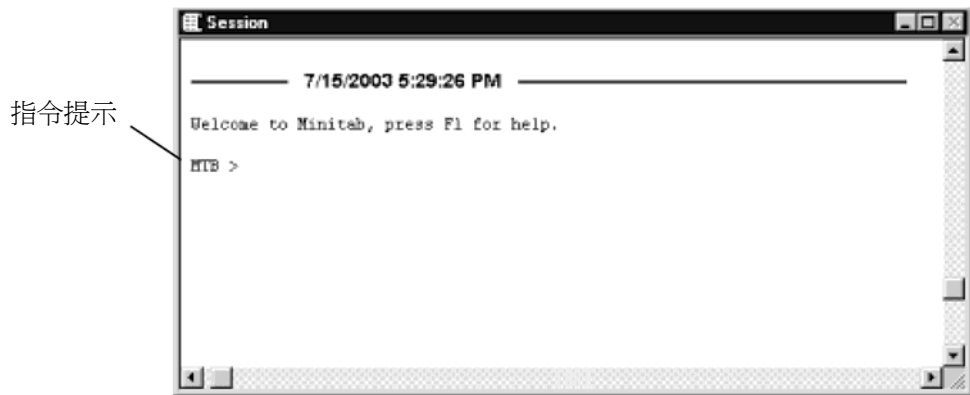 Session
7/15/2003 5:29:26 PM
Welcome to Minitab, press F1 for help.
指令提示
MTB >